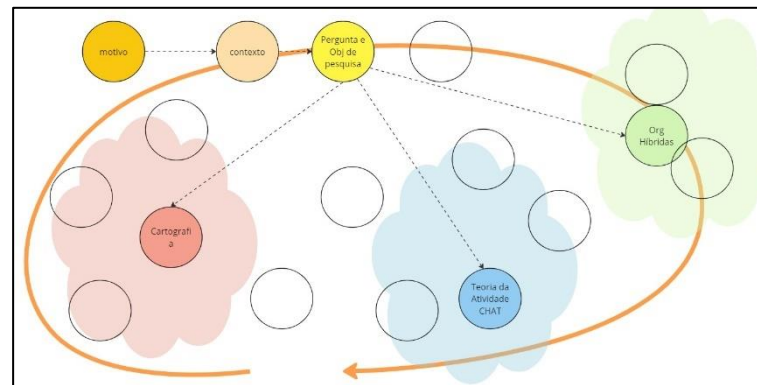 motivo
contexto
Pergunta e
Obj de
pesquisa
Org
Híbridas
Cartografi
a
Teoria da
Atividade
CHAT